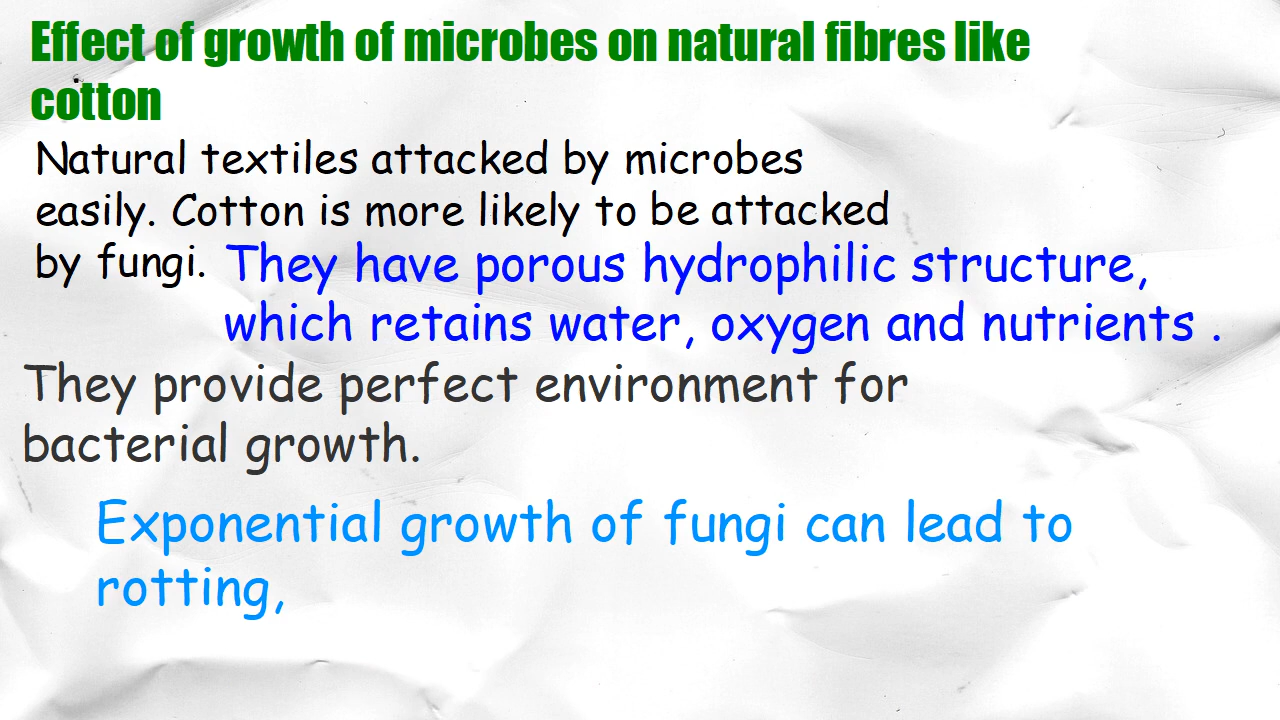 Effect of growth of microbes on natural fibres like
cotton
Natural textiles attacked by microbes
easily. Cotton is more likely to be attacked
by fungi. They have porous hydrophilic structure,
which retains water, oxygen and nutrients .
They provide perfect environment for
bacterial growth.
Exponential growth of fungi can lead to
rotting,